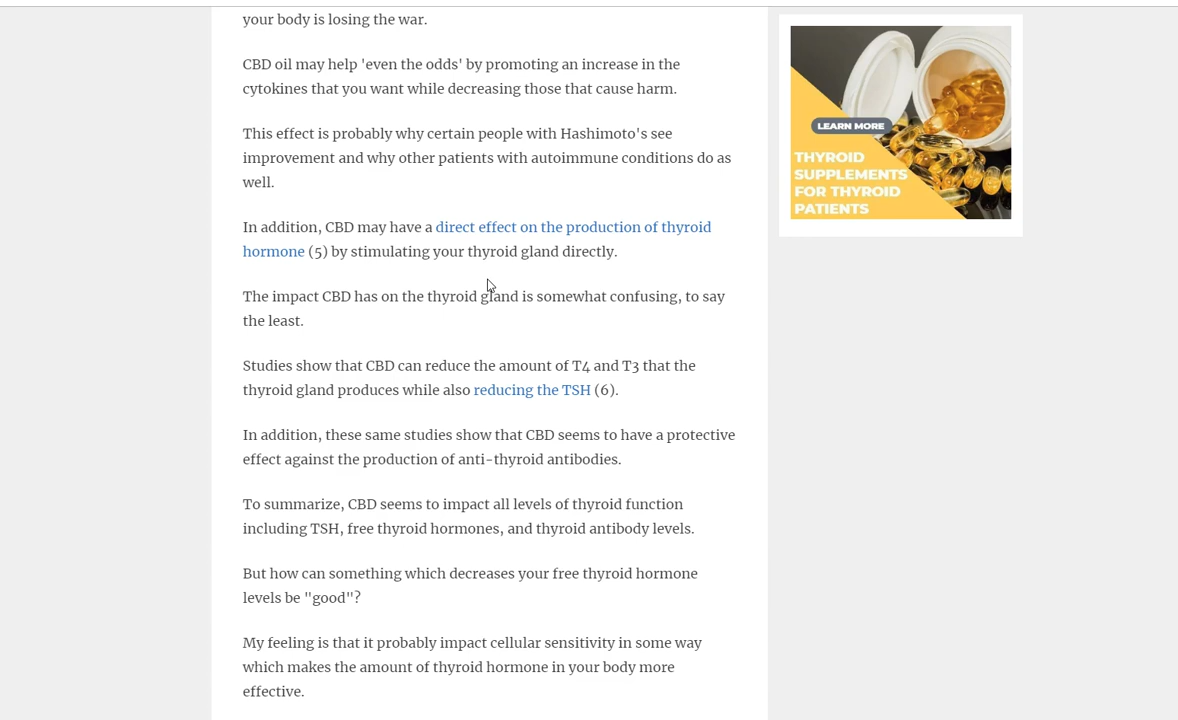 your body is losing the war.
CBD oil may help 'even the odds' by promoting an increase in the
cytokines that you want while decreasing those that cause harm.
This effect is probably why certain people with Hashimoto's see
improvement and why other patients with autoimmune conditions do as
well.
In addition, CBD may have a direct effect on the production of thyroid
hormone (5) by stimulating your thyroid gland directly.
The impact CBD has on the thyroid gland is somewhat confusing, to say
the least.
Studies show that CBD can reduce the amount of T4 and T3 that the
thyroid gland produces while also reducing the TSH (6).
In addition, these same studies show that CBD seems to have a protective
effect against the production of anti-thyroid antibodies.
To summarize, CBD seems to impact all levels of thyroid function
including TSH, free thyroid hormones, and thyroid antibody levels.
But how can something which decreases your free thyroid hormone
levels be "good"?
My feeling is that it probably impact cellular sensitivity in some way
which makes the amount of thyroid hormone in your body more
effective.
LEARN MORE
THYROID
SUPPLEMENTS
FOR THYROID
PATIENTS